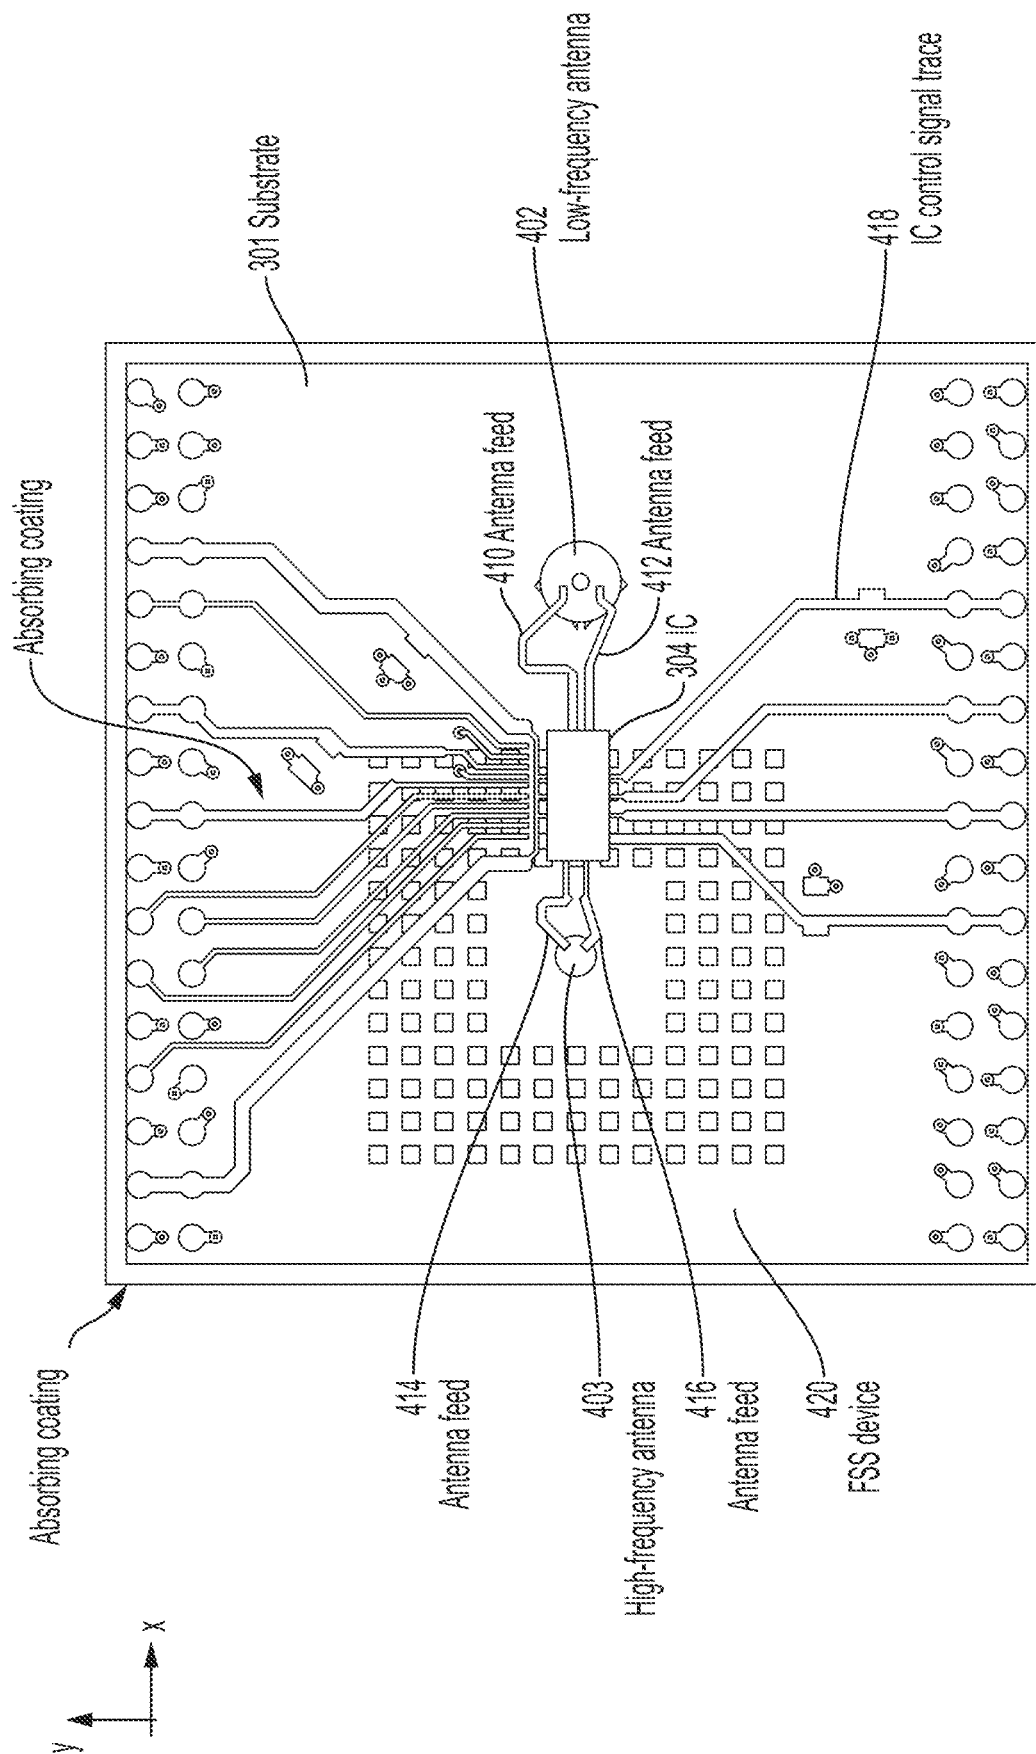 Absorbing coating
Absorbing coating
301 Substrate
410 Antenna feed
402
Low-frequency antenna
412 Antenna feed
304 IC
418
IC control signal trace
414
Antenna feed
403
High-frequency antenna
416
Antenna feed
420
FSS device
y
x